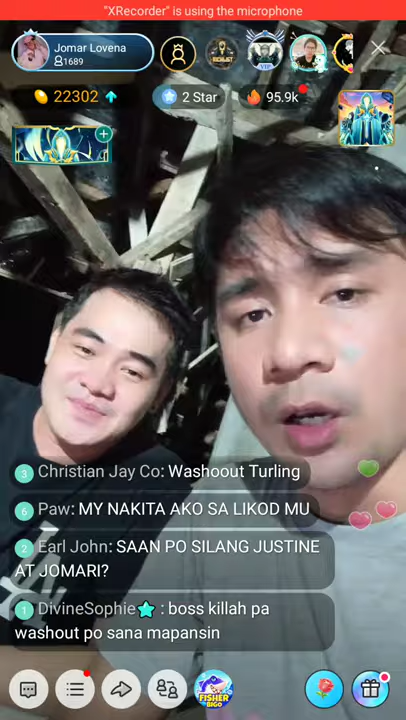 "XRecorder" is using the microphone
Jomar Lovena
1689
RICHLIST
VIP
22302
2 Star
95.9k
3 Christian Jay Co: Washoout Turling
6 Paw: MY NAKITA AKO SA LIKOD MU
2 Earl John: SAAN PO SILANG JUSTINE
AT JOMARI?
1 DivineSophie : boss killah pa
washout po sana mapansin
FISHER
BIGO